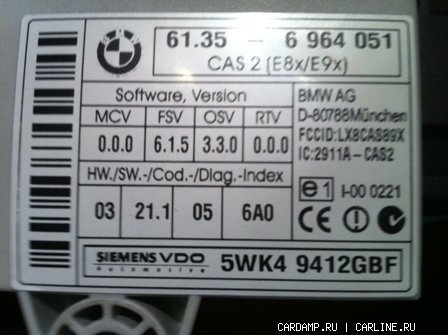 BMW
61.35 - 6 964 051
CAS 2 (E8x/E9x)
Software, Version
MCV FSV OSV RTV
0.0.0 6.1.5 3.3.0 0.0.0
HW./SW.-/Cod.-/Diag.-Index
03 21.1 05 6A0
BMW AG
D-80788München
FCCID:LX8CAS89X
IC:2911A-CAS2
e1 I-00 0221
CE
SIEMENS VDO
Automotive
5WK4 9412GBF
CARDAMP.RU | CARLINE.RU